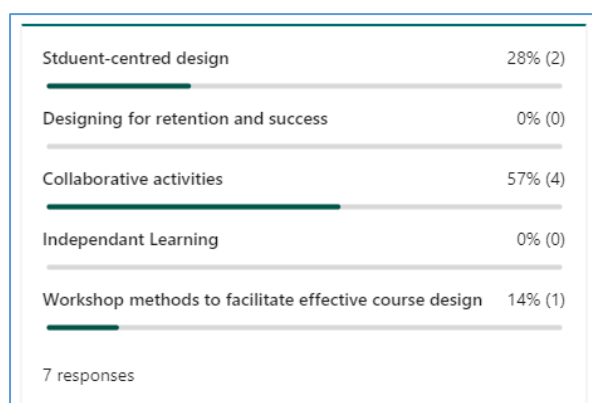 Stduent-centred design 28% (2)
Designing for retention and success 0% (0)
Collaborative activities 57% (4)
Independant Learning 0% (0)
Workshop methods to facilitate effective course design 14% (1)
7 responses